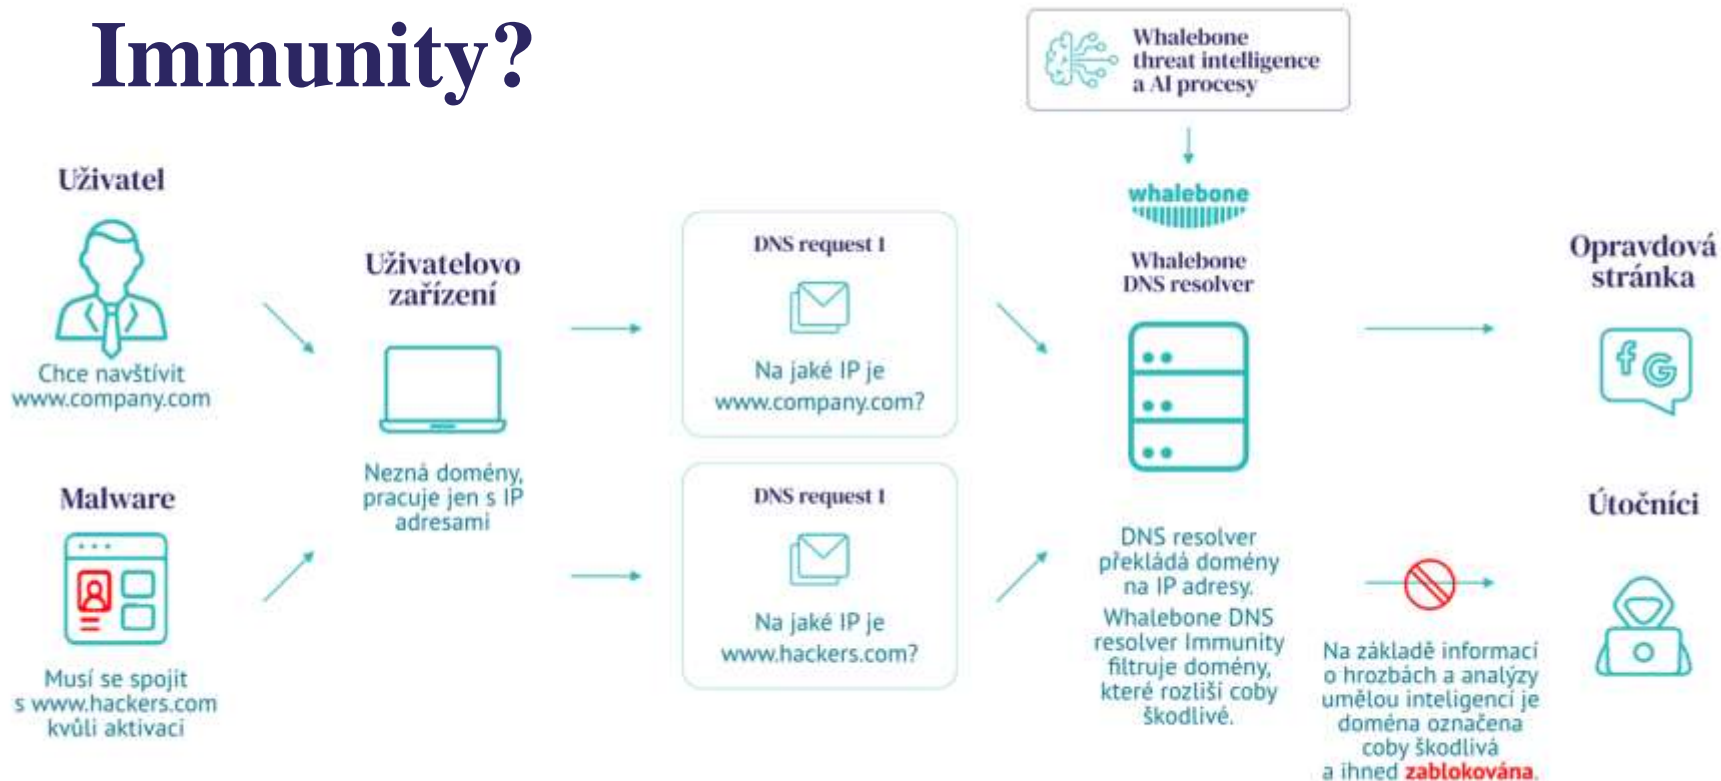 Immunity?
Whalebone
threat intelligence
a AI procesy
whalebone
Uživatel
Chce navštívit
www.company.com
Malware
Musí se spojit
s www.hackers.com
kvůli aktivaci
Uživatelovo
zařízení
Nezná domény,
pracuje jen s IP
adresami
DNS request 1
Na jaké IP je
www.company.com?
DNS request 1
Na jaké IP je
www.hackers.com?
Whalebone
DNS resolver
DNS resolver
překládá domény
na IP adresy.
Whalebone DNS
resolver Immunity
filtruje domény,
které rozliší coby
škodlivé.
Opravdová
stránka
f G
Útočníci
Na základě informací
o hrozbách a analýzy
umělou inteligencí je
doména označena
coby škodlivá
a ihned zablokována.